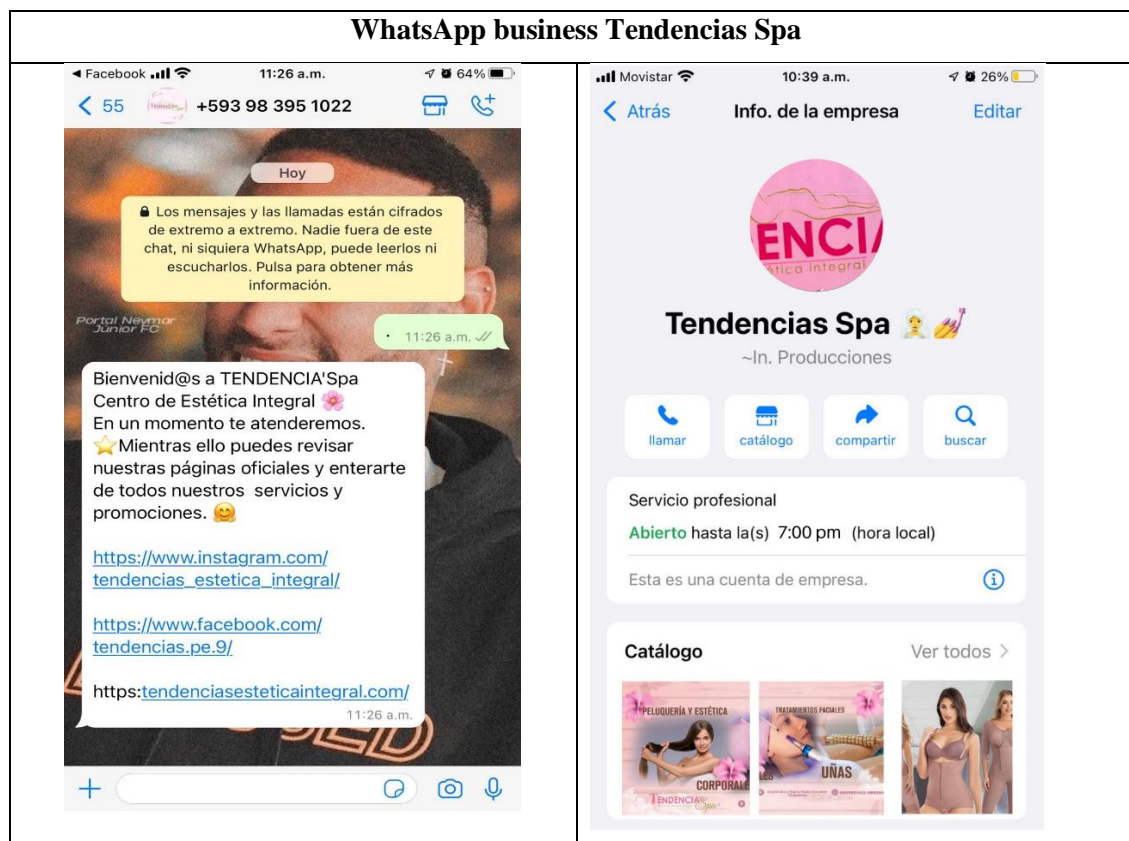 WhatsApp business Tendencias Spa
Facebook 11:26 a.m. 64%
55 +593 98 395 1022
Hoy
Los mensajes y las llamadas están cifrados
de extremo a extremo. Nadie fuera de este
chat, ni siquiera WhatsApp, puede leerlos ni
escucharlos. Pulsa para obtener más
información.
Portal Neymar
Júnior FC
· 11:26 a.m.
Bienvenid@s a TENDENCIA'Spa
Centro de Estética Integral 🌸
En un momento te atenderemos.
⭐Mientras ello puedes revisar
nuestras páginas oficiales y enterarte
de todos nuestros servicios y
promociones. 🤗
https://www.instagram.com/
tendencias_estetica_integral/
https://www.facebook.com/
tendencias.pe.9/
https:tendenciasesteticaintegral.com/
11:26 a.m.
Movistar 10:39 a.m. 26%
Atrás Info. de la empresa Editar
ENCIA
ética integral
Tendencias Spa 🧖‍♀️ 💅
~In. Producciones
llamar catálogo compartir buscar
Servicio profesional
Abierto hasta la(s) 7:00 pm (hora local)
Esta es una cuenta de empresa.
Catálogo Ver todos
PELUQUERÍA Y ESTÉTICA
CORPORALE
TENDENCIA'Spa
TRATAMIENTOS FACIALES
LES
UÑAS